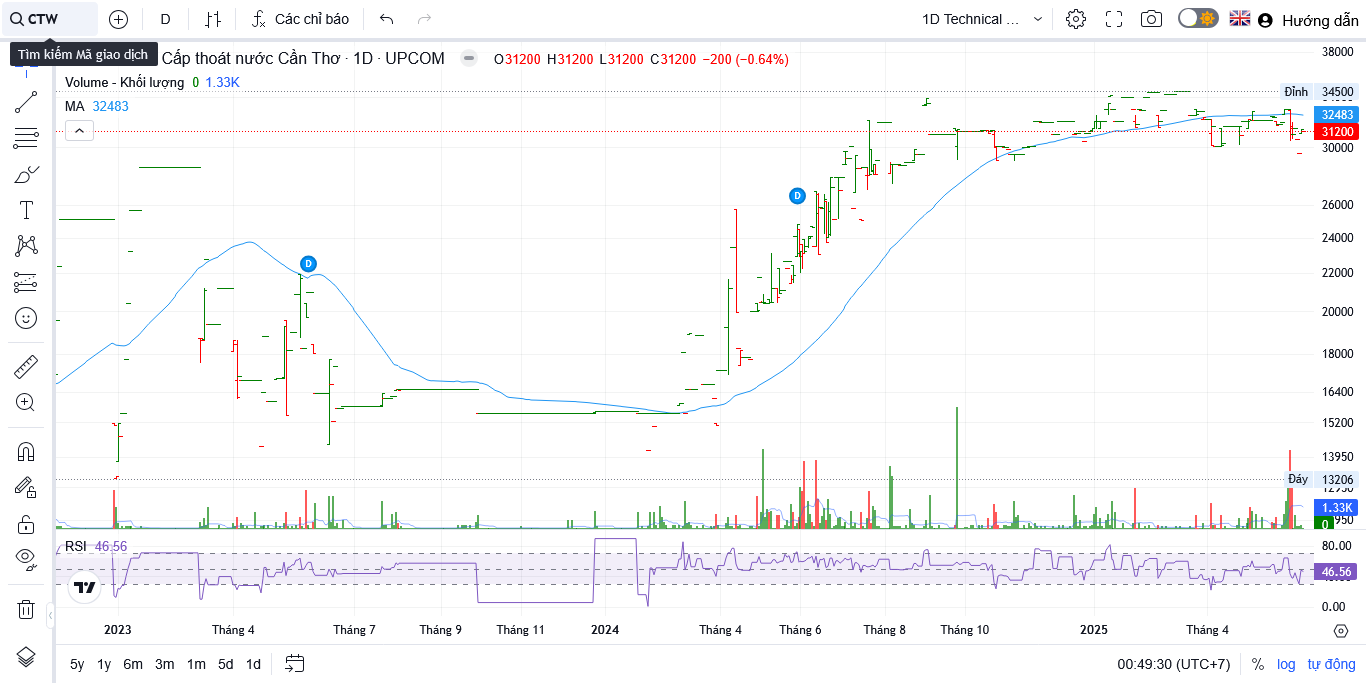 CTW
D
Các chỉ báo
1D Technical ...
Hướng dẫn
Tìm kiếm Mã giao dịch
Cấp thoát nước Cần Thơ · 1D · UPCOM
O31200 H31200 L31200 C31200 −200 (−0.64%)
Volume - Khối lượng 0 1.33K
MA 32483
38000
Đỉnh 34500
32483
31200
30000
26000
24000
22000
20000
18000
16400
15200
13950
Đáy 13206
1.33K
0
D
D
RSI 46.56
80.00
46.56
0.00
2023 Tháng 4 Tháng 7 Tháng 9 Tháng 11 2024 Tháng 4 Tháng 6 Tháng 8 Tháng 10 2025 Tháng 4
5y 1y 6m 3m 1m 5d 1d
00:49:30 (UTC+7) % log tự động